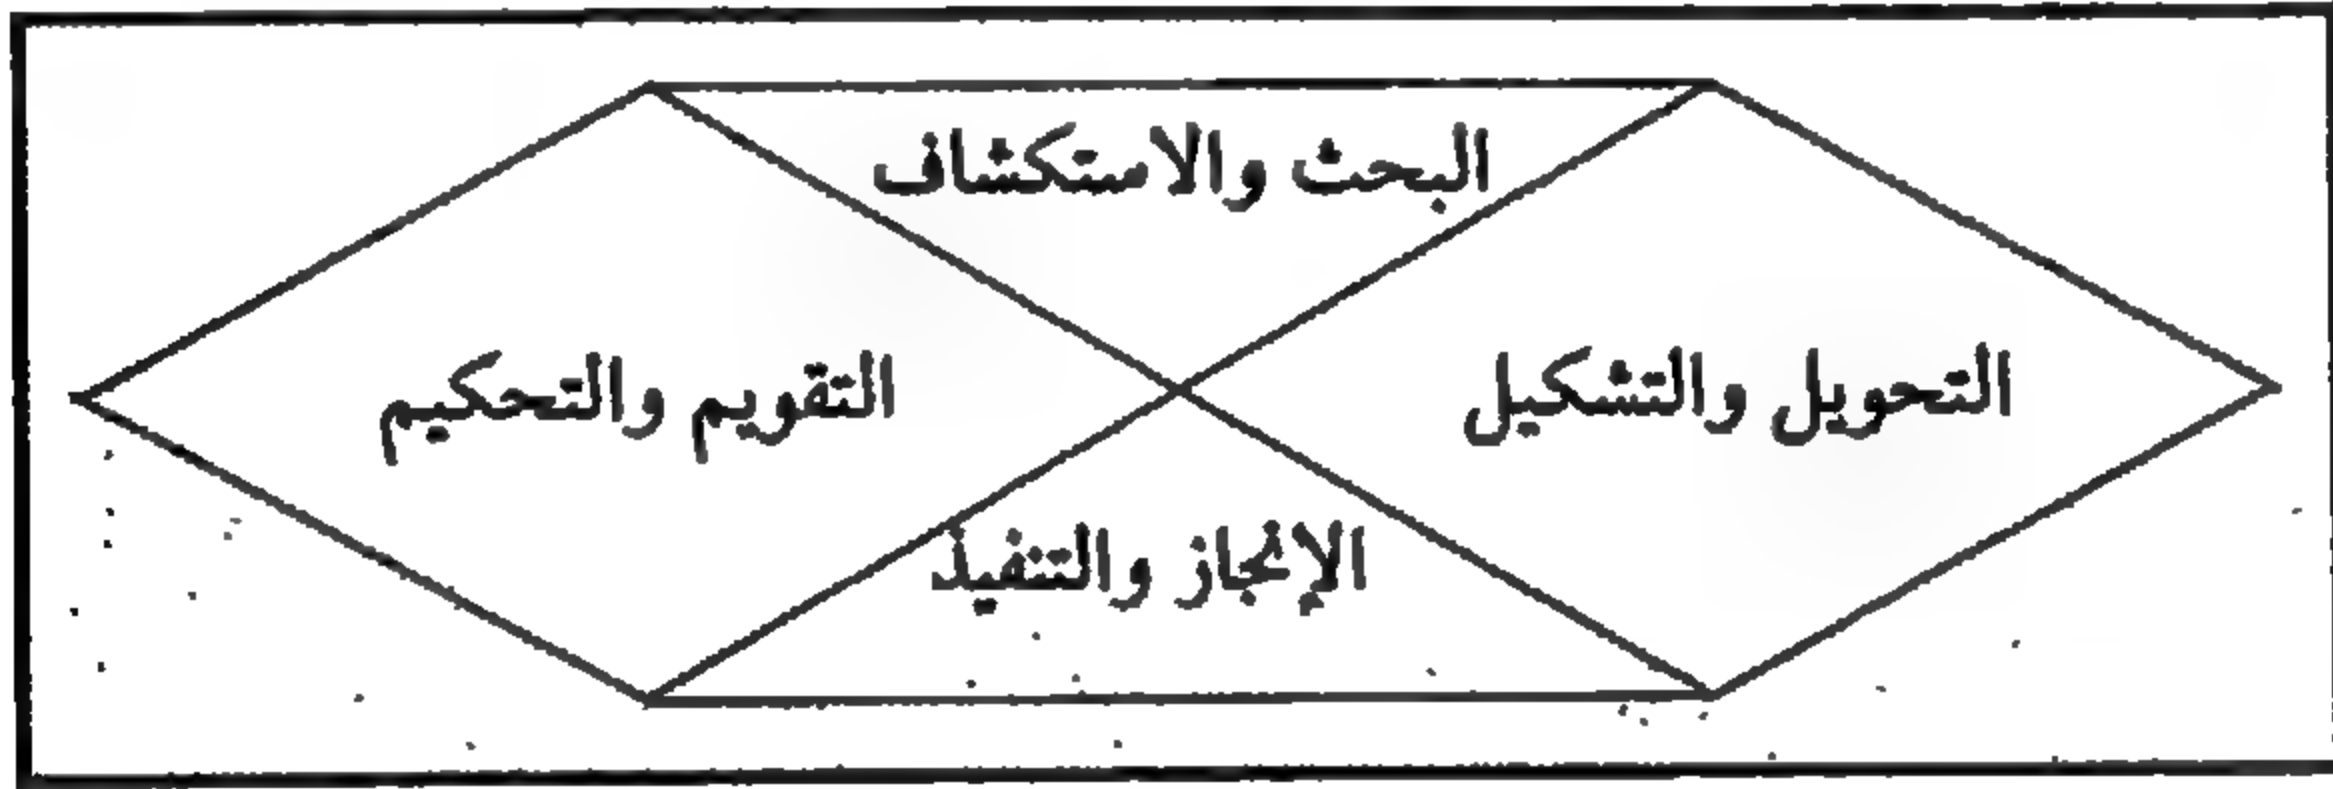 البحث والاستكشاف
التحويل والتشكيل
التقويم والتحكيم
الإنجاز والتنفيذ